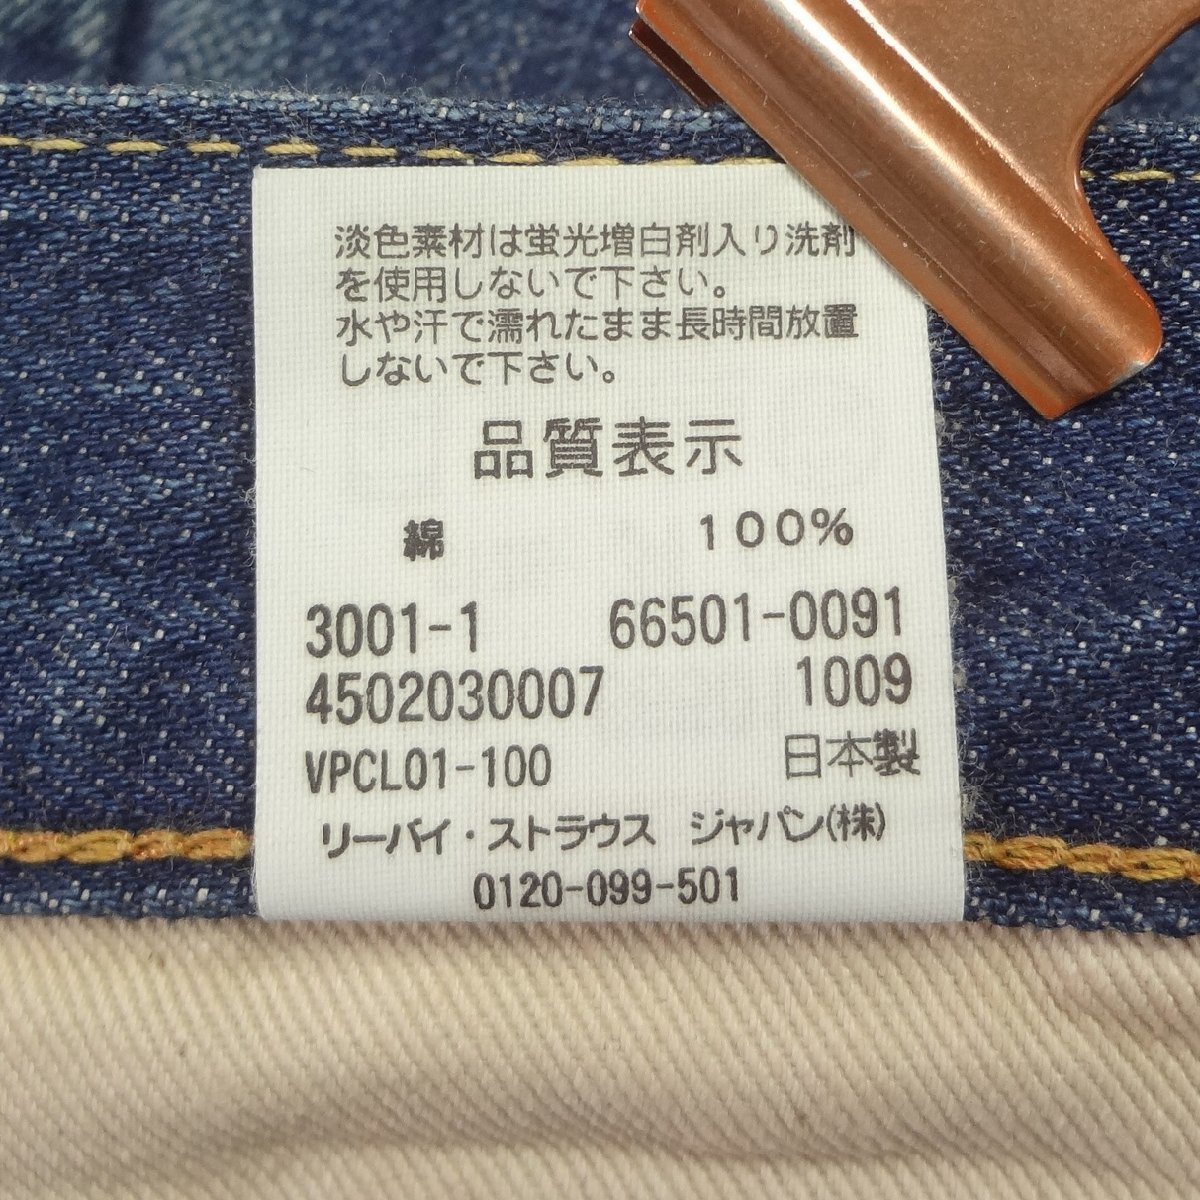 淡色素材は蛍光増白剤入り洗剤
を使用しないで下さい。
水や汗で濡れたまま長時間放置
しないで下さい。
品質表示
綿 100%
3001-1 66501-0091
4502030007 1009
VPCL01-100 日本製
リーバイ・ストラウス ジャパン(株)
0120-099-501